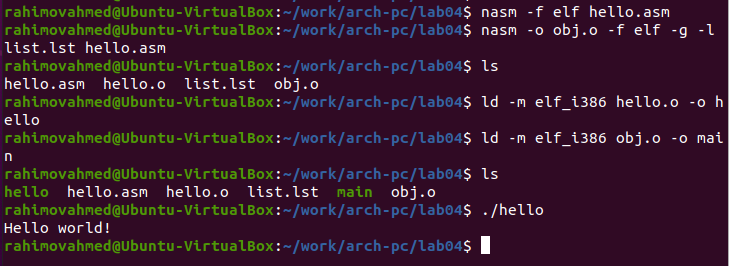 rahimovahmed@Ubuntu-VirtualBox:~/work/arch-pc/lab04$ nasm -f elf hello.asm
rahimovahmed@Ubuntu-VirtualBox:~/work/arch-pc/lab04$ nasm -o obj.o -f elf -g -l
list.lst hello.asm
rahimovahmed@Ubuntu-VirtualBox:~/work/arch-pc/lab04$ ls
hello.asm  hello.o  list.lst  obj.o
rahimovahmed@Ubuntu-VirtualBox:~/work/arch-pc/lab04$ ld -m elf_i386 hello.o -o h
ello
rahimovahmed@Ubuntu-VirtualBox:~/work/arch-pc/lab04$ ld -m elf_i386 obj.o -o mai
n
rahimovahmed@Ubuntu-VirtualBox:~/work/arch-pc/lab04$ ls
hello  hello.asm  hello.o  list.lst  main  obj.o
rahimovahmed@Ubuntu-VirtualBox:~/work/arch-pc/lab04$ ./hello
Hello world!
rahimovahmed@Ubuntu-VirtualBox:~/work/arch-pc/lab04$